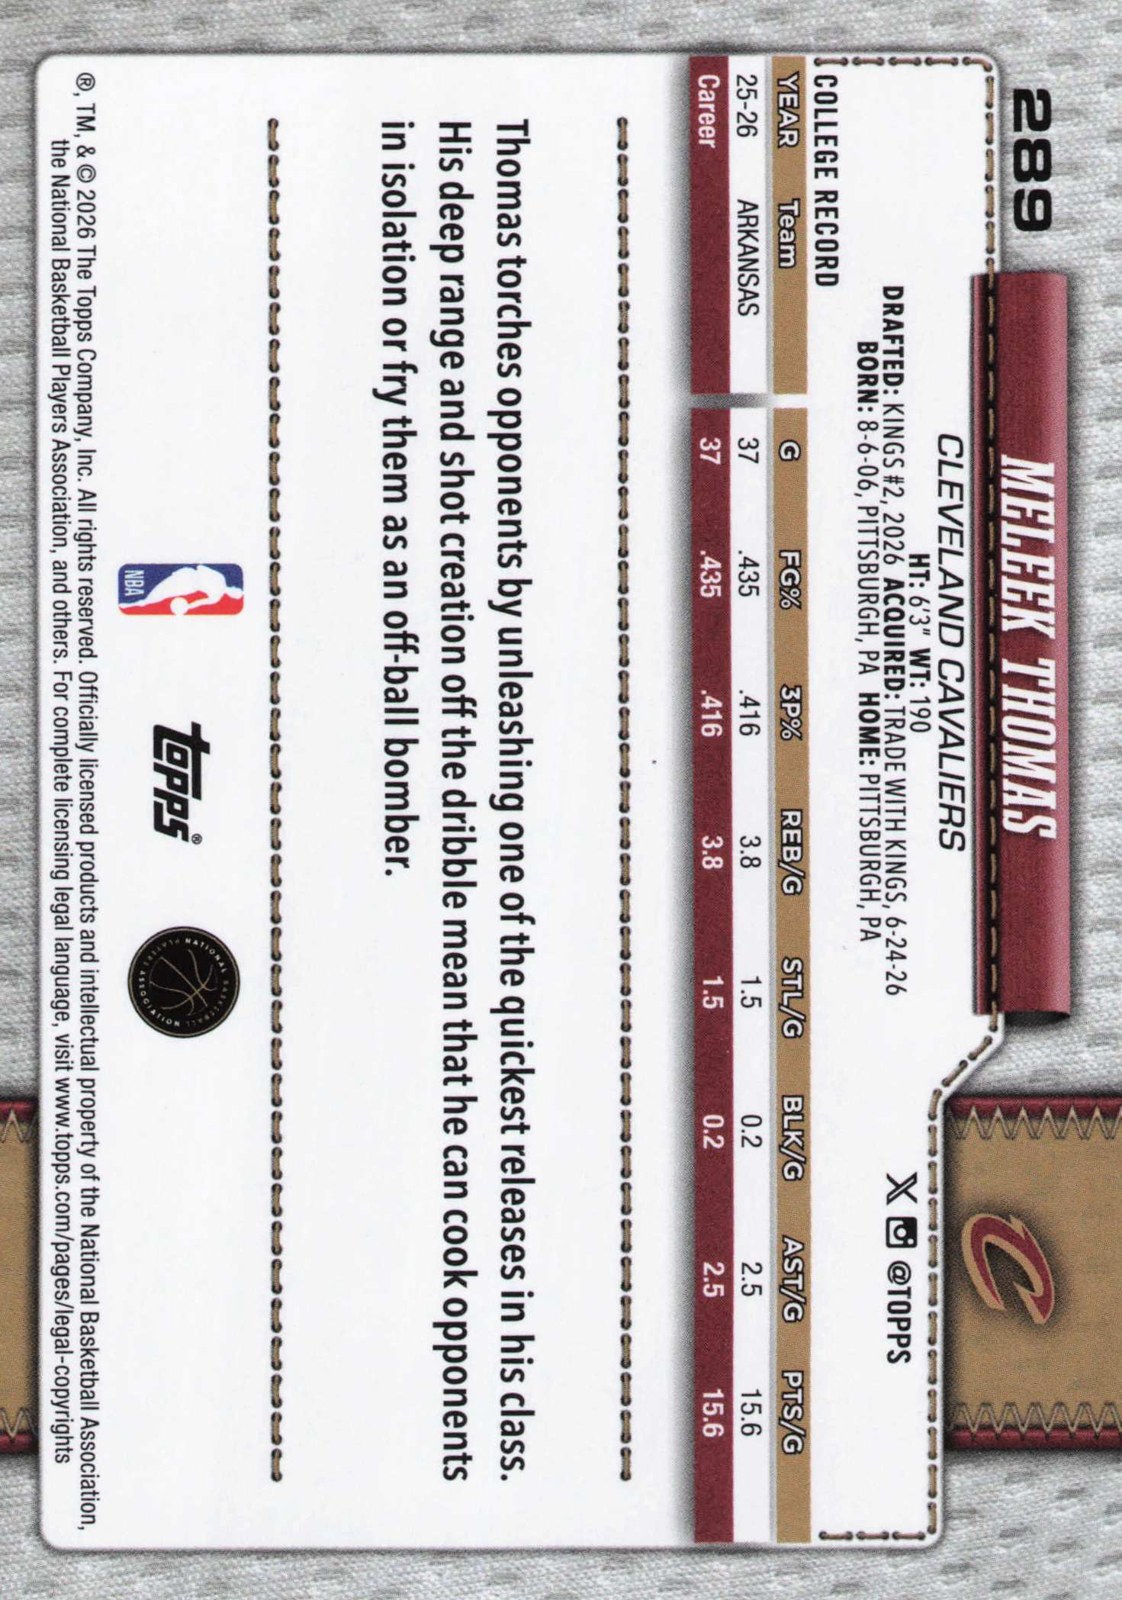 289
MELEEK THOMAS
CLEVELAND CAVALIERS
HT: 6'3" WT: 190
DRAFTED: KINGS #2, 2026 ACQUIRED: TRADE WITH KINGS, 6-24-26
BORN: 8-6-06, PITTSBURGH, PA HOME: PITTSBURGH, PA
X @TOPPS
C
COLLEGE RECORD
YEAR Team G FG% 3P% REB/G STL/G BLK/G AST/G PTS/G
25-26 ARKANSAS 37 .435 .416 3.8 1.5 0.2 2.5 15.6
Career 37 .435 .416 3.8 1.5 0.2 2.5 15.6
Thomas torches opponents by unleashing one of the quickest releases in his class.
His deep range and shot creation off the dribble mean that he can cook opponents
in isolation or fry them as an off-ball bomber.
NBA
topps®
NATIONAL BASKETBALL PLAYERS ASSOCIATION
®, TM, & © 2026 The Topps Company, Inc. All rights reserved. Officially licensed products and intellectual property of the National Basketball Association,
the National Basketball Players Association, and others. For complete licensing legal language, visit www.topps.com/pages/legal-copyrights